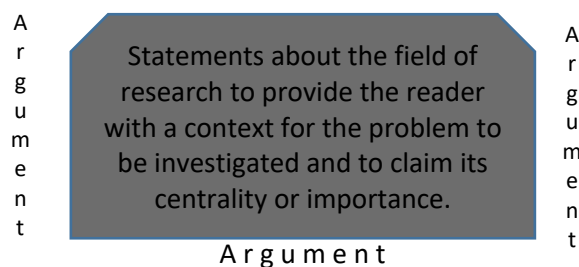 Argument
Statements about the field of
research to provide the reader
with a context for the problem to
be investigated and to claim its
centrality or importance.
Argument
Argument